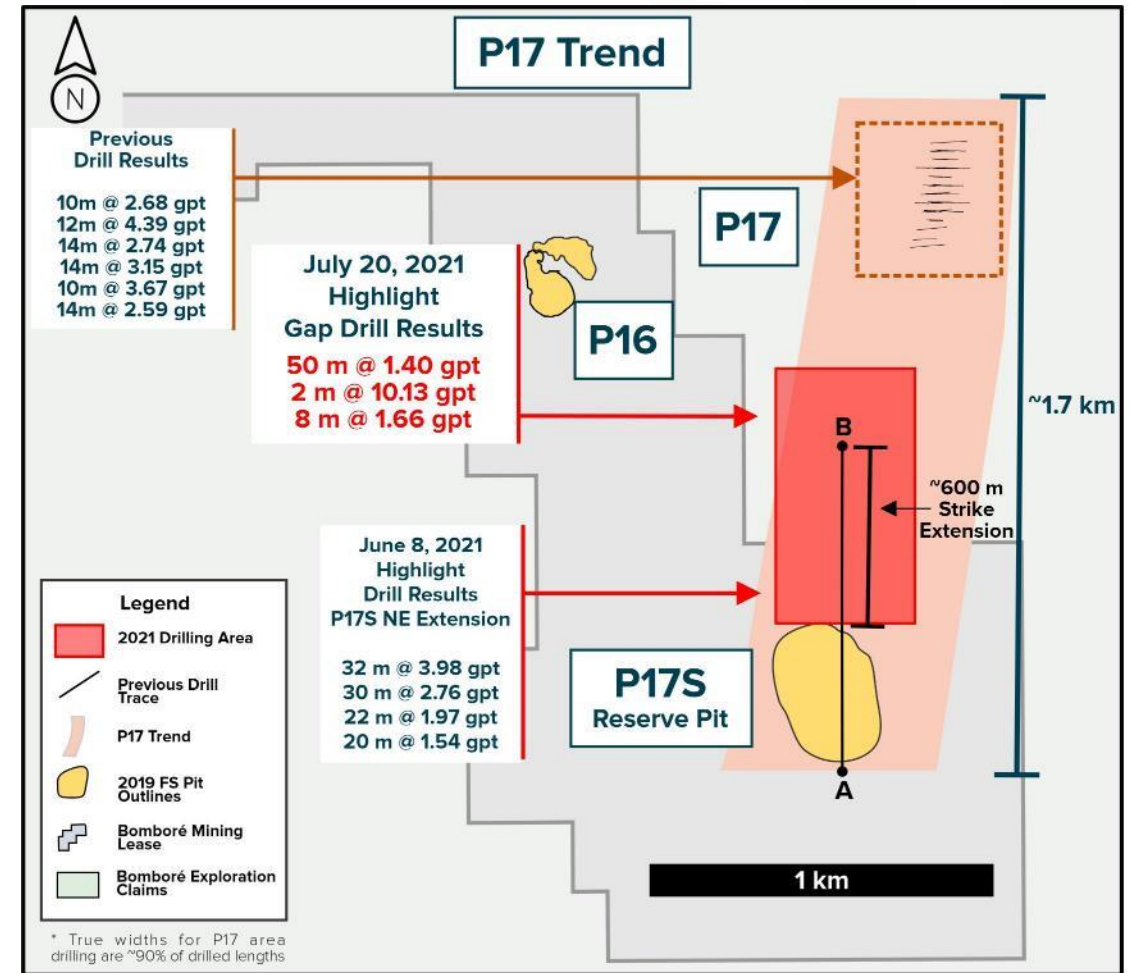 P17 Trend
N
Previous
Drill Results
10m @ 2.68 gpt
12m @ 4.39 gpt
14m @ 2.74 gpt
14m @ 3.15 gpt
10m @ 3.67 gpt
14m @ 2.59 gpt
P17
July 20, 2021
Highlight
Gap Drill Results
50 m @ 1.40 gpt
2 m @ 10.13 gpt
8 m @ 1.66 gpt
P16
~1.7 km
B
~600 m
Strike
Extension
June 8, 2021
Highlight
Drill Results
P17S NE Extension
32 m @ 3.98 gpt
30 m @ 2.76 gpt
22 m @ 1.97 gpt
20 m @ 1.54 gpt
P17S
Reserve Pit
A
1 km
Legend
2021 Drilling Area
Previous Drill
Trace
P17 Trend
2019 FS Pit
Outlines
Bomboré Mining
Lease
Bomboré Exploration
Claims
* True widths for P17 area
drilling are ~90% of drilled lengths